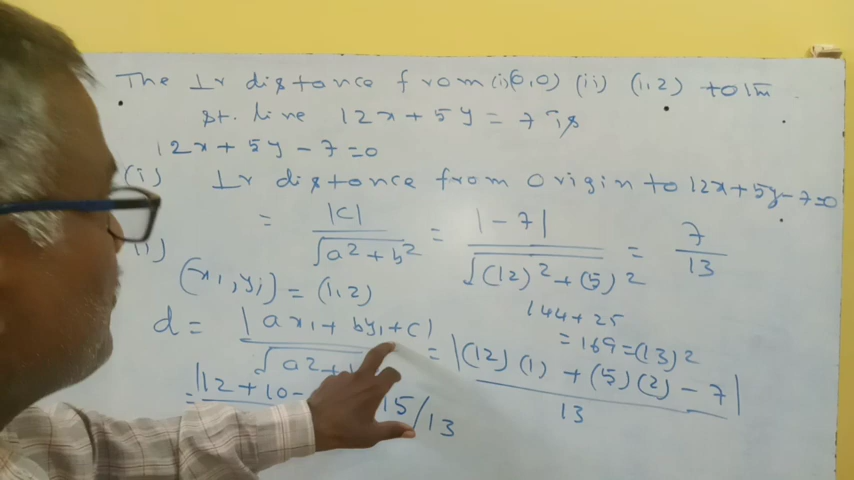 The ⊥r distance from (i)(0,0) (ii) (1,2) to
st. line 12x + 5y = 7 is
12x + 5y - 7 = 0
(i) ⊥r distance from origin to 12x+5y-7=0
= |c| / √a² + b² = |-7| / √(12)² + (5)² = 7 / 13
(x₁, y₁) = (1,2)
144 + 25
= 169 = (13)²
d = |ax₁ + by₁ + c| / √a² + = |(12)(1) + (5)(2) - 7| / 13
= |12 + 10 - 15/13